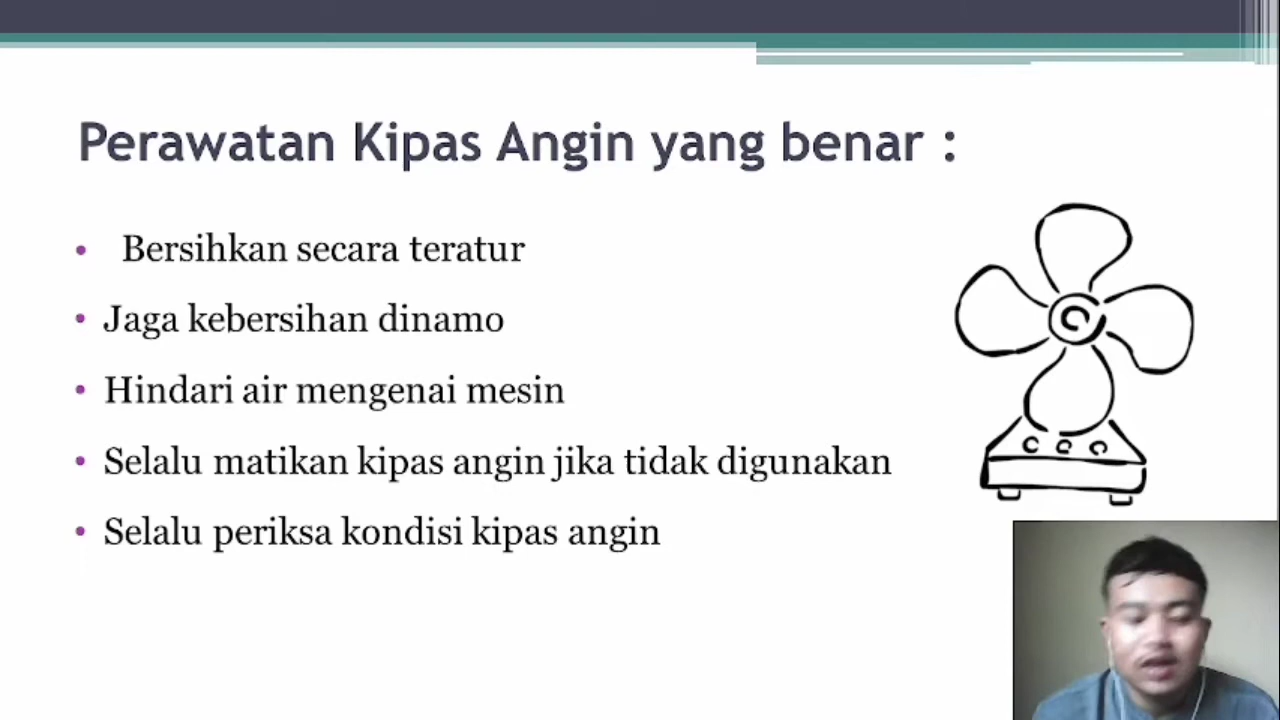 Perawatan Kipas Angin yang benar :
• Bersihkan secara teratur
• Jaga kebersihan dinamo
• Hindari air mengenai mesin
• Selalu matikan kipas angin jika tidak digunakan
• Selalu periksa kondisi kipas angin